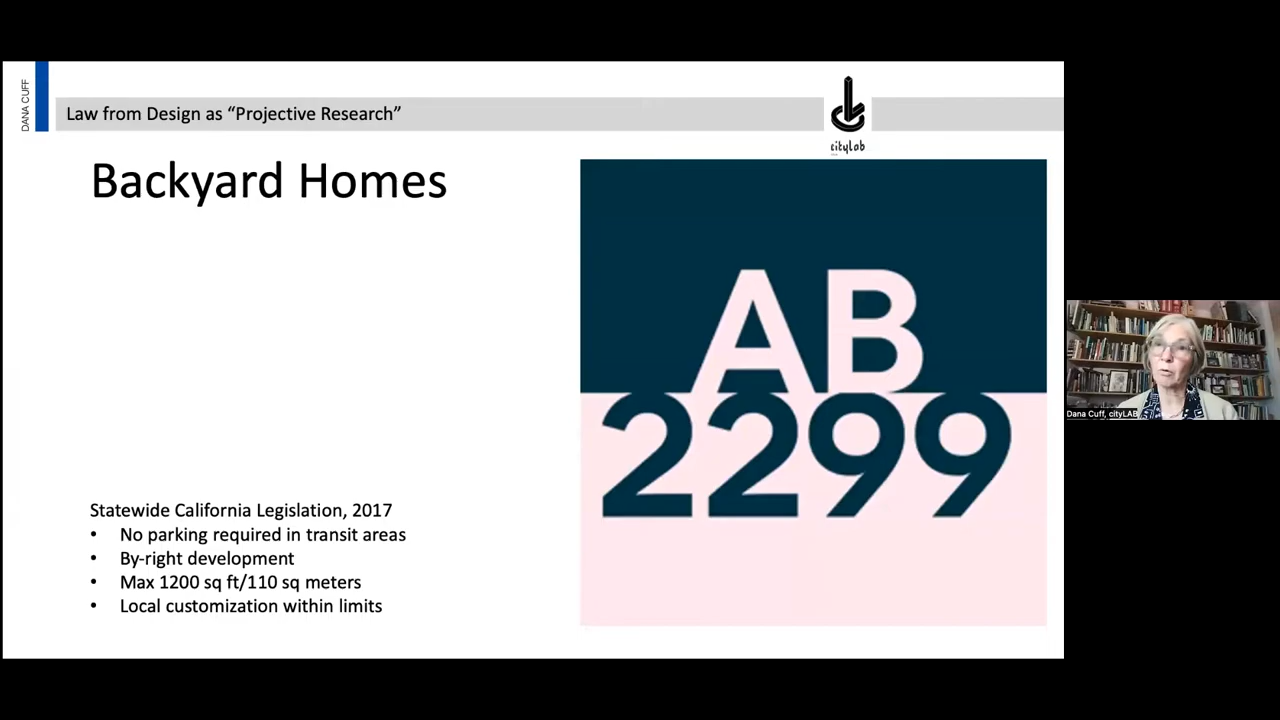 DANA CUFF
Law from Design as “Projective Research”
cityLab
Backyard Homes
AB
2299
Statewide California Legislation, 2017
• No parking required in transit areas
• By-right development
• Max 1200 sq ft/110 sq meters
• Local customization within limits
Dana Cuff, cityLAB